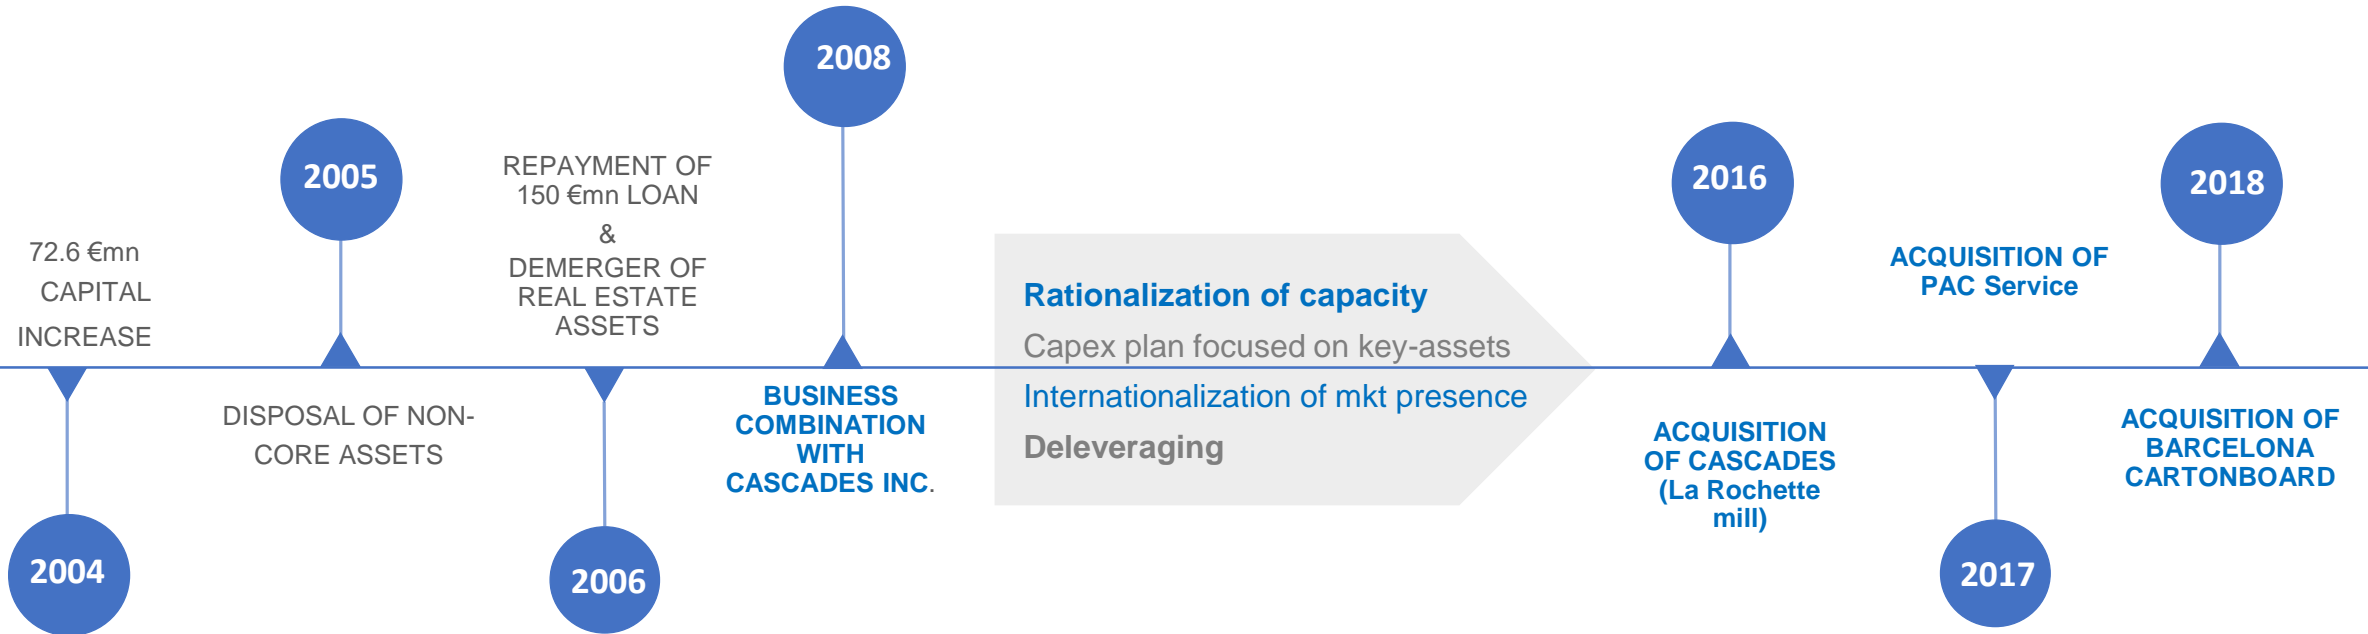 72.6 €mn
CAPITAL
INCREASE
2004
2005
DISPOSAL OF NON-
CORE ASSETS
REPAYMENT OF
150 €mn LOAN
&
DEMERGER OF
REAL ESTATE
ASSETS
2006
2008
BUSINESS
COMBINATION
WITH
CASCADES INC.
Rationalization of capacity
Capex plan focused on key-assets
Internationalization of mkt presence
Deleveraging
2016
ACQUISITION
OF CASCADES
(La Rochette
mill)
ACQUISITION OF
PAC Service
2017
2018
ACQUISITION OF
BARCELONA
CARTONBOARD